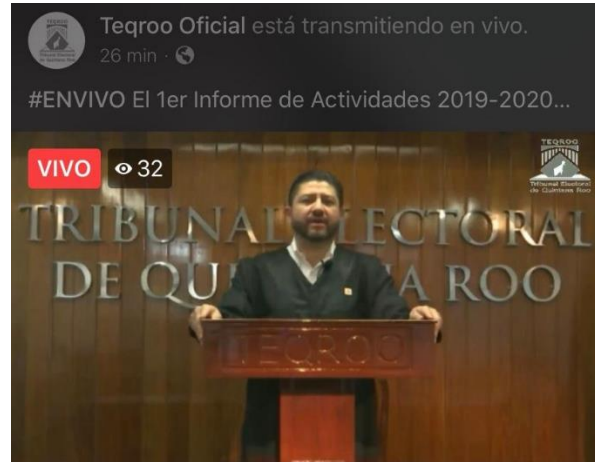 Teqroo Oficial está transmitiendo en vivo.
26 min ·
#ENVIVO El 1er Informe de Actividades 2019-2020...
VIVO 32
TEQROO
Tribunal Electoral
de Quintana Roo
TRIBUNAL ELECTORAL
DE QUINTANA ROO
TEQROO